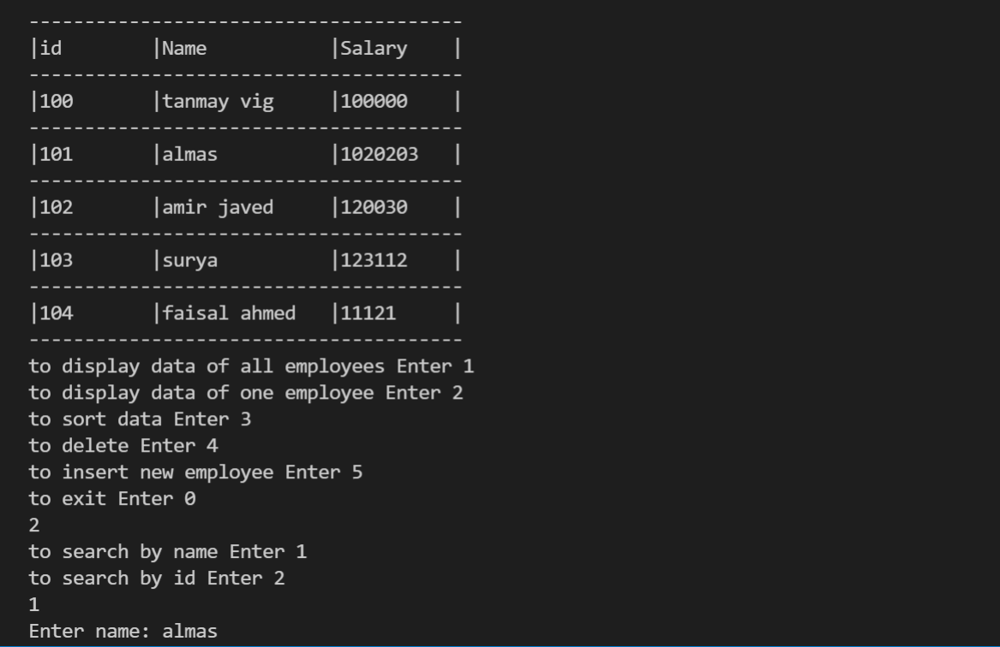 ---------------------------------------
|id        |Name           |Salary    |
---------------------------------------
|100       |tanmay vig     |100000    |
---------------------------------------
|101       |almas          |1020203   |
---------------------------------------
|102       |amir javed     |120030    |
---------------------------------------
|103       |surya          |123112    |
---------------------------------------
|104       |faisal ahmed   |11121     |
---------------------------------------
to display data of all employees Enter 1
to display data of one employee Enter 2
to sort data Enter 3
to delete Enter 4
to insert new employee Enter 5
to exit Enter 0
2
to search by name Enter 1
to search by id Enter 2
1
Enter name: almas